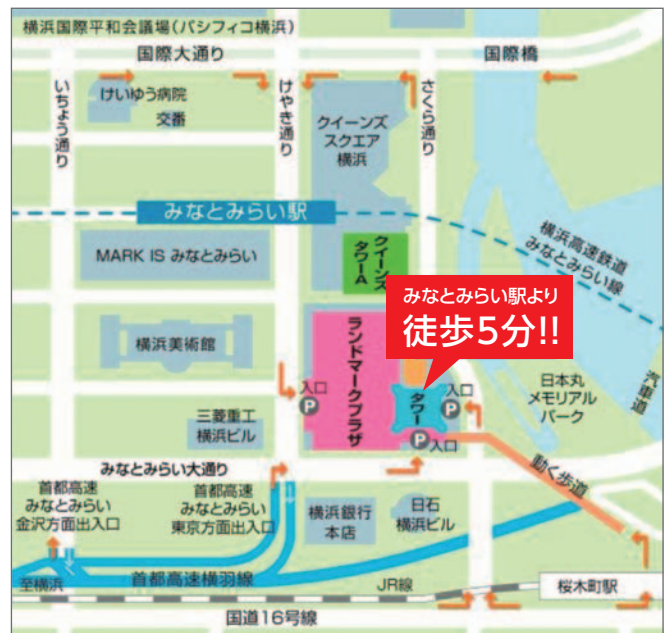 横浜国際平和会議場(パシフィコ横浜)
国際大通り
国際橋
いちょう通り
けいゆう病院
交番
けやき通り
クイーンズ
スクエア
横浜
さくら通り
みなとみらい駅
横浜高速鉄道
みなとみらい線
MARK IS みなとみらい
クイーンズ
タワーA
みなとみらい駅より
徒歩5分!!
横浜美術館
ランドマークプラザ
タワー
入口
P
P
入口
P
入口
日本丸
メモリアル
パーク
汽車道
三菱重工
横浜ビル
みなとみらい大通り
動く歩道
首都高速
みなとみらい
金沢方面出入口
首都高速
みなとみらい
東京方面出入口
横浜銀行
本店
日石
横浜ビル
至横浜
首都高速横羽線
JR線
桜木町駅
国道16号線